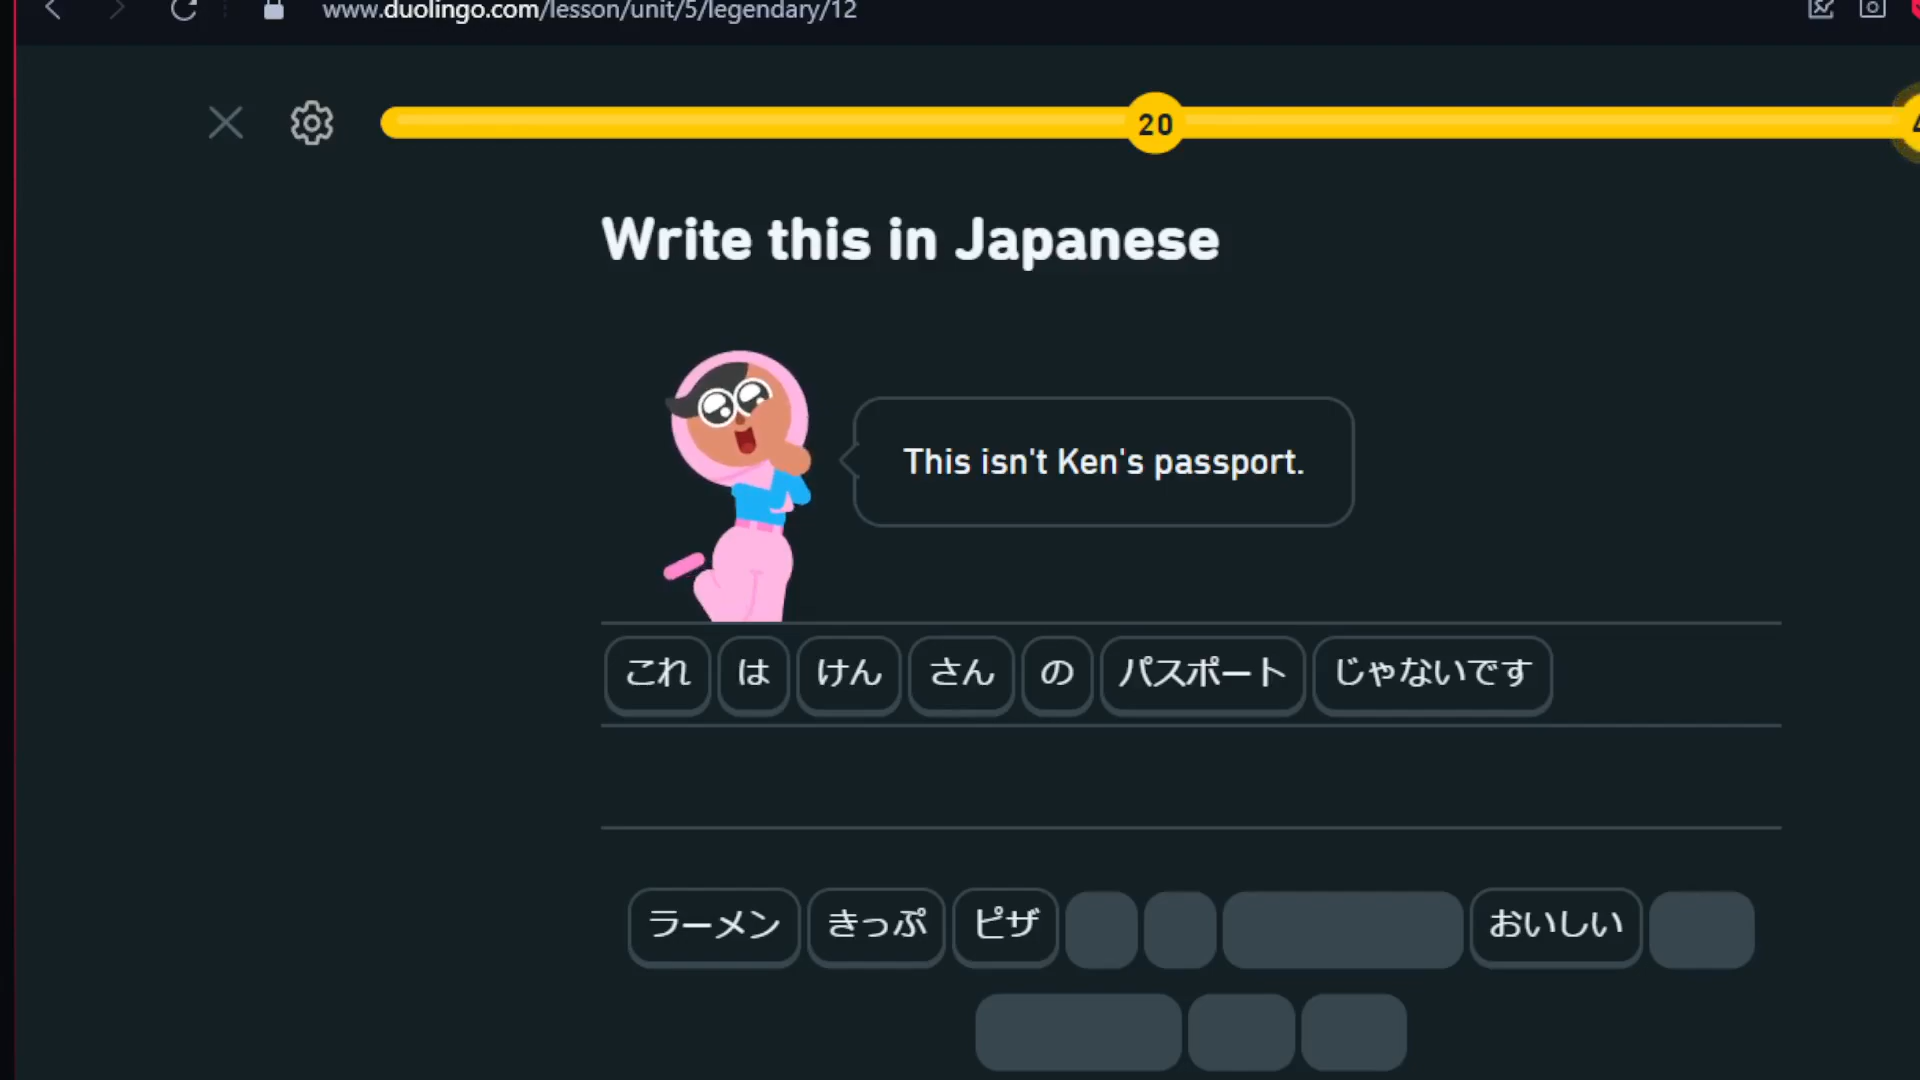 www.duolingo.com/lesson/unit/5/legendary/12
20
Write this in Japanese
This isn't Ken's passport.
これ は けん さん の パスポート じゃないです
ラーメン きっぷ ピザ おいしい